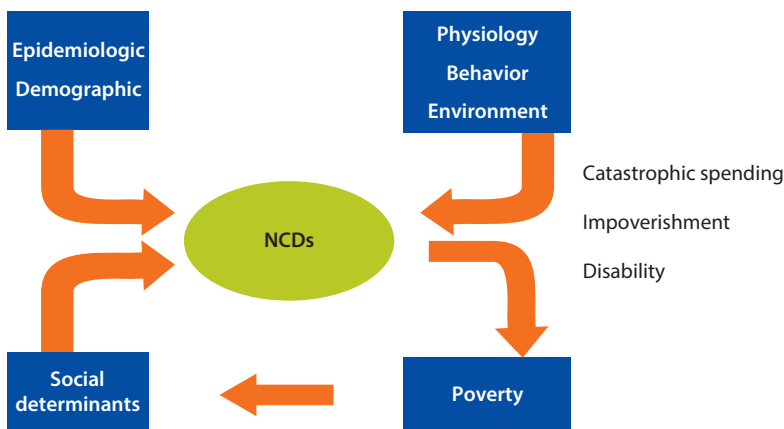 Epidemiologic
Demographic
Physiology
Behavior
Environment
Catastrophic spending
Impoverishment
Disability
NCDs
Social
determinants
Poverty